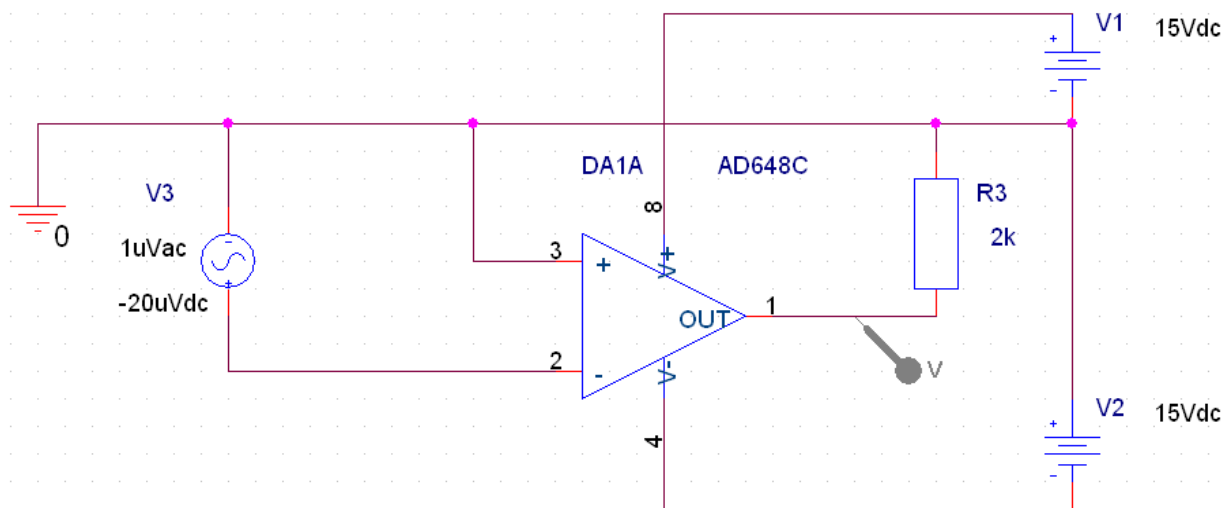 V1 15Vdc
+
-
DA1A AD648C
V3
R3
0
8
2k
1uVac
-
3
+
V+
+
-20uVdc
1
OUT
2
-
V-
V
V2 15Vdc
4
+
-